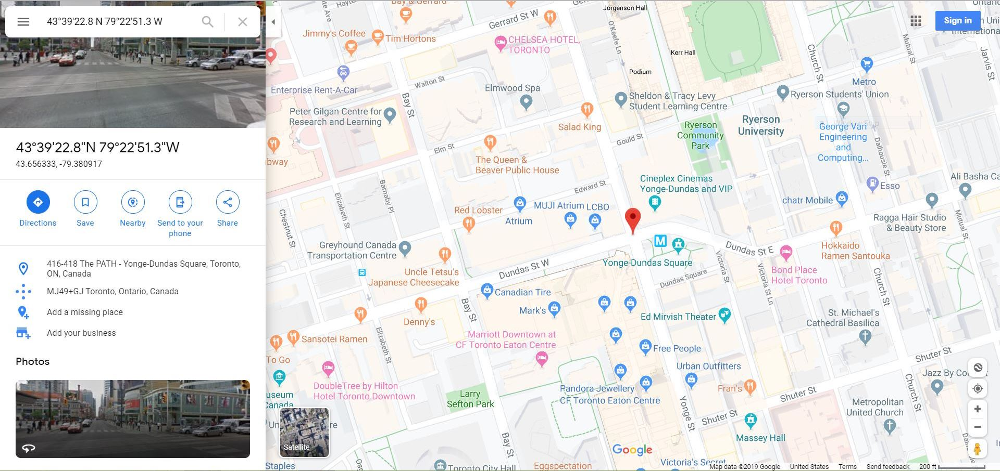 43°39'22.8 N 79°22'51.3 W
43°39'22.8"N 79°22'51.3"W
43.656333, -79.380917
Directions
Save
Nearby
Send to your
phone
Share
416-418 The PATH - Yonge-Dundas Square, Toronto,
ON, Canada
MJ49+GJ Toronto, Ontario, Canada
Add a missing place
Add your business
Photos
Sign in
Jorgenson Hall
Gerrard St W
Jimmy's Coffee
Tim Hortons
CHELSEA HOTEL,
TORONTO
O'Keefe Ln
Kerr Hall
Church St
Mutual St
Jarvis St
Podium
Metro
Enterprise Rent-A-Car
Walton St
Bay St
Elmwood Spa
Sheldon & Tracy Levy
Student Learning Centre
Ryerson Students' Union
Peter Gilgan Centre for
Research and Learning
Salad King
Ryerson
Community
Park
Ryerson
University
George Vari
Engineering
and
Computing...
Dalhousie St
Gould St
Elm St
The Queen &
Beaver Public House
Cineplex Cinemas
Yonge-Dundas and VIP
Esso
Ali Basha Ca
Edward St
Barnaby Pl
Elizabeth St
Chestnut St
Red Lobster
Atrium
MUJI Atrium
LCBO
chatr Mobile
Ragga Hair Studio
& Beauty Store
Mutual St
Greyhound Canada
Transportation Centre
M
Yonge-Dundas Square
Dundas St E
Hokkaido
Ramen Santouka
Bond Place
Hotel Toronto
Uncle Tetsu's
Japanese Cheesecake
Dundas St W
Dundas Square
Victoria St
Victoria St Ln
Church St
Canadian Tire
Mark's
Bay St
Denny's
Ed Mirvish Theater
St. Michael's
Cathedral Basilica
Sansotei Ramen
Elizabeth St
Marriott Downtown at
CF Toronto Eaton Centre
Free People
To Go
Urban Outfitters
Shuter St
DoubleTree by Hilton
Hotel Toronto Downtown
Larry
Sefton Park
Pandora Jewellery
CF Toronto Eaton Centre
Fran's
Shuter St
Church St
Metropolitan
United Church
Yonge St
Shuter St
Massey Hall
Satellite
Bay St
Google
Toronto City Hall
Eggspectation
Victoria's Secret
Staples
Map data ©2019 Google
United States
Terms
Send feedback
200 ft